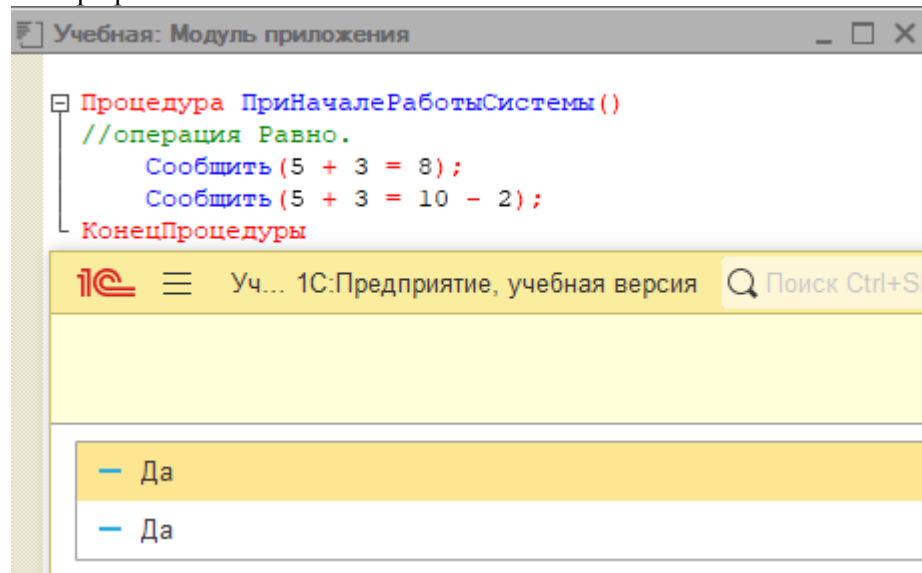 Учебная: Модуль приложения
Процедура ПриНачалеРаботыСистемы()
//операция Равно.
Сообщить(5 + 3 = 8);
Сообщить(5 + 3 = 10 - 2);
КонецПроцедуры
1С Уч... 1С:Предприятие, учебная версия Поиск Ctrl+S
Да
Да